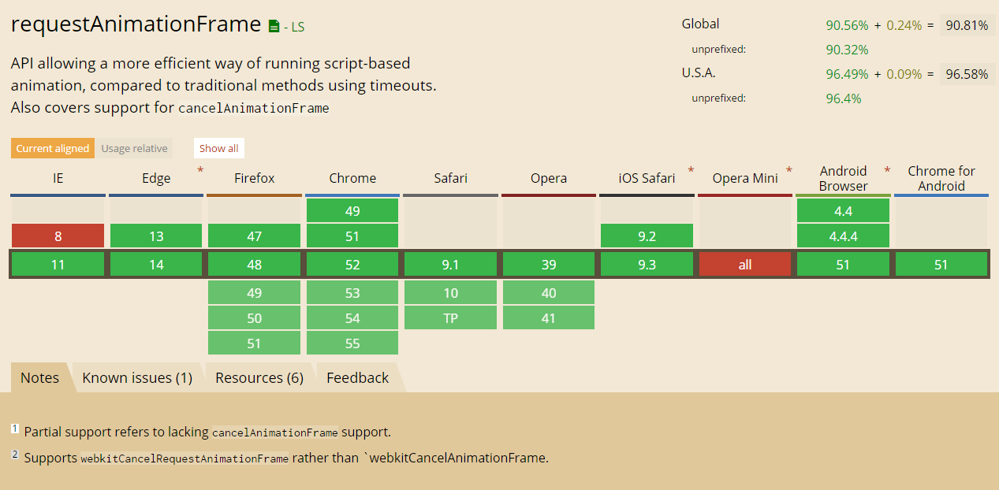 requestAnimationFrame - LS
API allowing a more efficient way of running script-based
animation, compared to traditional methods using timeouts.
Also covers support for cancelAnimationFrame
Global 90.56% + 0.24% = 90.81%
unprefixed: 90.32%
U.S.A. 96.49% + 0.09% = 96.58%
unprefixed: 96.4%
Current aligned Usage relative Show all
IE Edge * Firefox Chrome Safari Opera iOS Safari * Opera Mini * Android Browser * Chrome for Android
49 4.4
8 13 47 51 9.2 4.4.4
11 14 48 52 9.1 39 9.3 all 51 51
49 53 10 40
50 54 TP 41
51 55
Notes Known issues (1) Resources (6) Feedback
1 Partial support refers to lacking cancelAnimationFrame support.
2 Supports webkitCancelRequestAnimationFrame rather than `webkitCancelAnimationFrame.